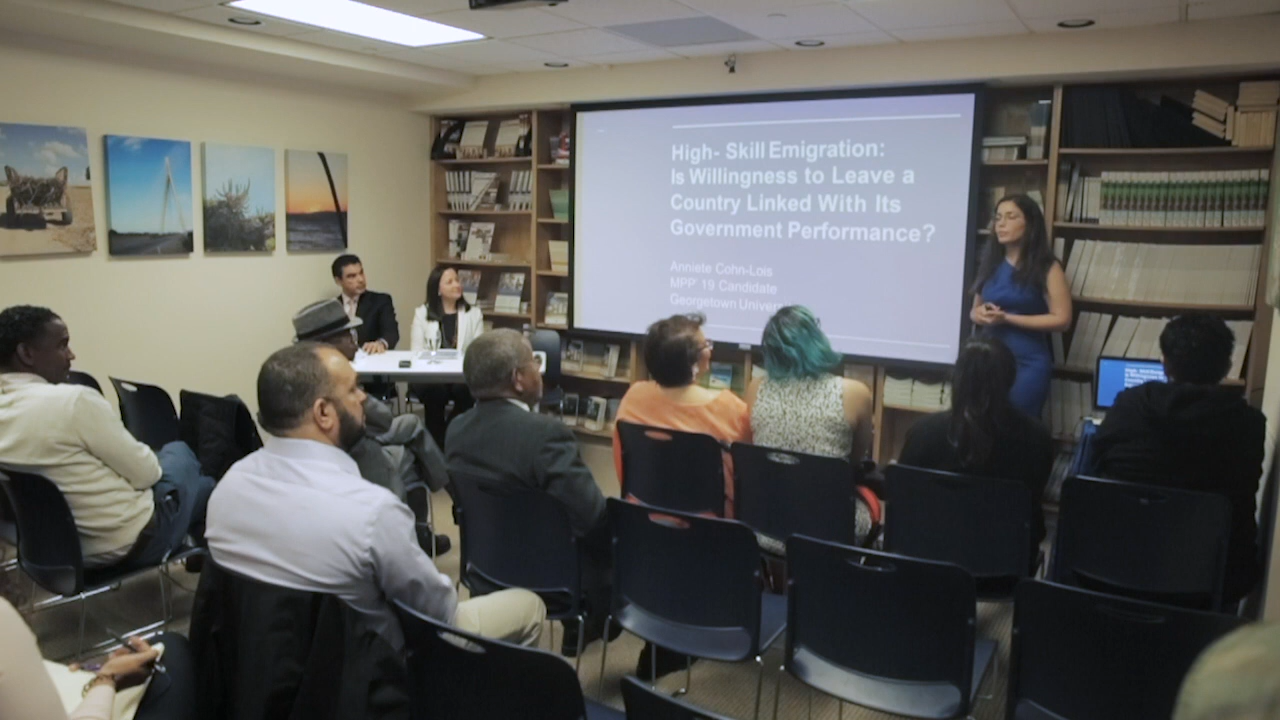 High- Skill Emigration:
Is Willingness to Leave a
Country Linked With Its
Government Performance?
Anniete Cohn-Lois
MPP' 19 Candidate
Georgetown